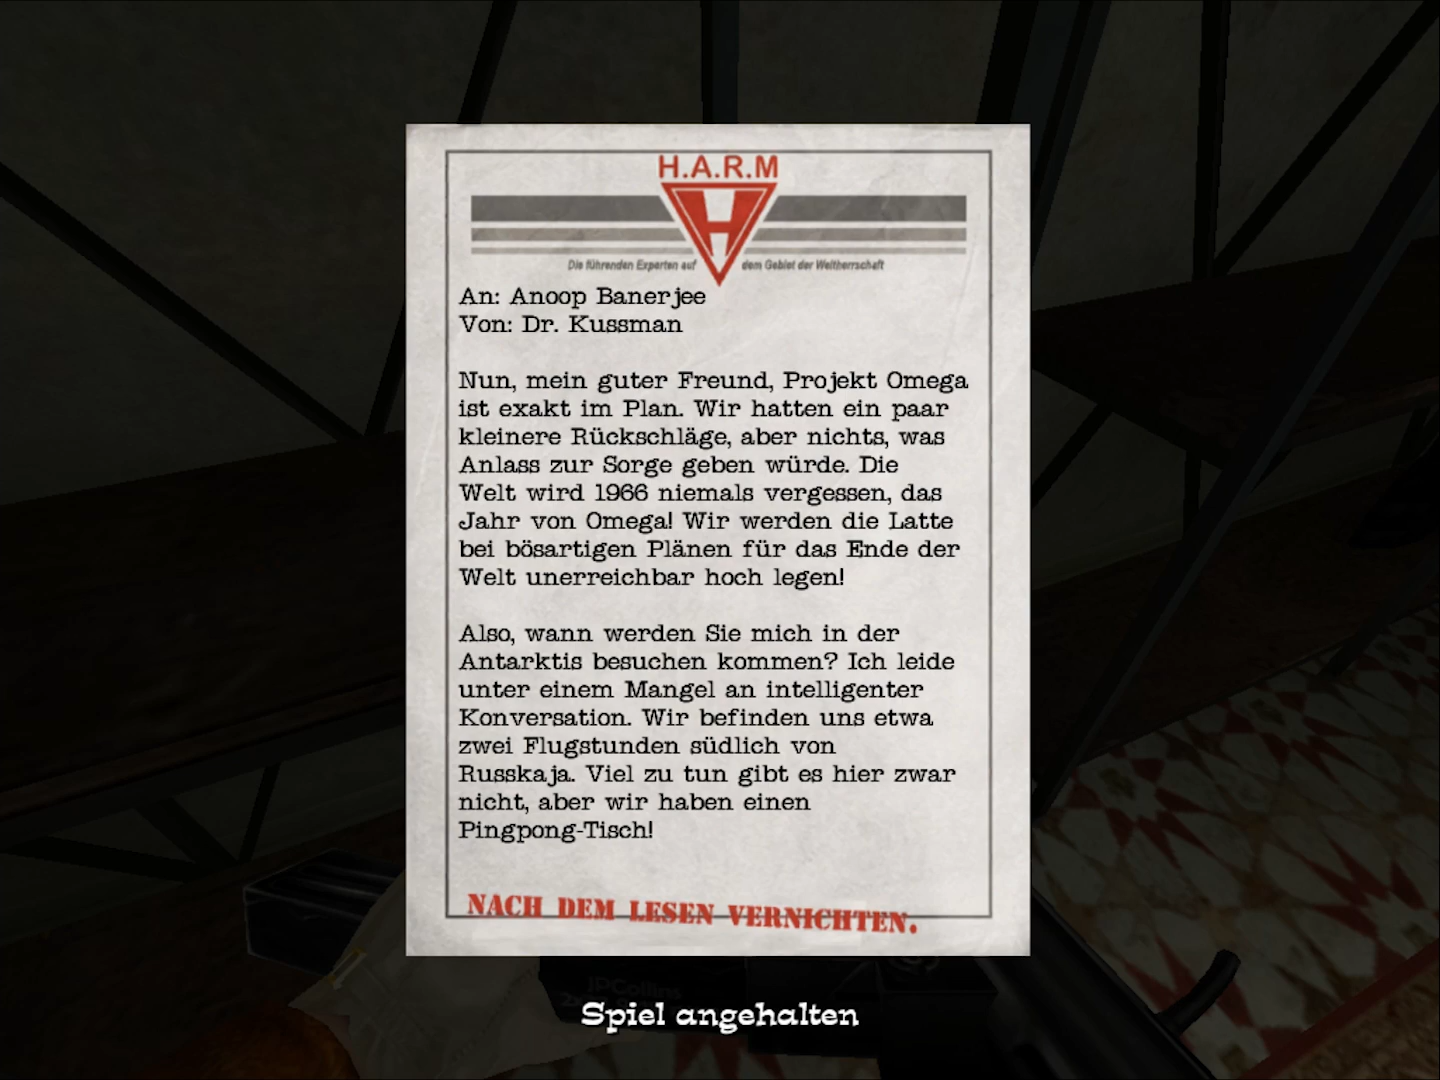 H.A.R.M
H
Die führenden Experten auf dem Gebiet der Weltherrschaft
An: Anoop Banerjee
Von: Dr. Kussman
Nun, mein guter Freund, Projekt Omega
ist exakt im Plan. Wir hatten ein paar
kleinere Rückschläge, aber nichts, was
Anlass zur Sorge geben würde. Die
Welt wird 1966 niemals vergessen, das
Jahr von Omega! Wir werden die Latte
bei bösartigen Plänen für das Ende der
Welt unerreichbar hoch legen!
Also, wann werden Sie mich in der
Antarktis besuchen kommen? Ich leide
unter einem Mangel an intelligenter
Konversation. Wir befinden uns etwa
zwei Flugstunden südlich von
Russkaja. Viel zu tun gibt es hier zwar
nicht, aber wir haben einen
Pingpong-Tisch!
NACH DEM LESEN VERNICHTEN.
JPCollins
Spiel angehalten